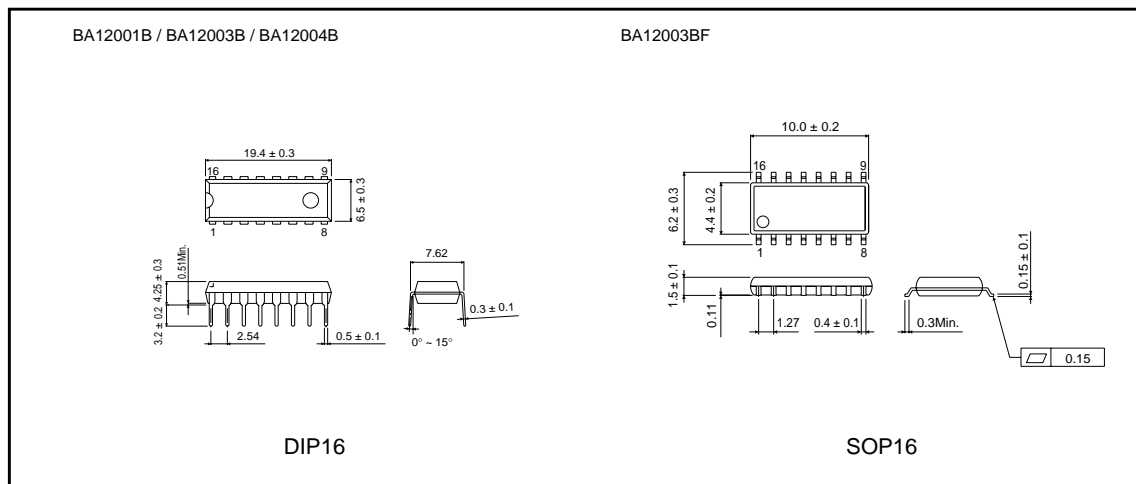 BA12001B / BA12003B / BA12004B
19.4 ± 0.3
16
9
6.5 ± 0.3
1
8
0.51Min.
4.25 ± 0.3
3.2 ± 0.2
2.54
0.5 ± 0.1
7.62
0.3 ± 0.1
0° ~ 15°
DIP16
BA12003BF
10.0 ± 0.2
16
9
6.2 ± 0.3
4.4 ± 0.2
1
8
1.5 ± 0.1
0.11
1.27
0.4 ± 0.1
0.3Min.
0.15 ± 0.1
0.15
SOP16